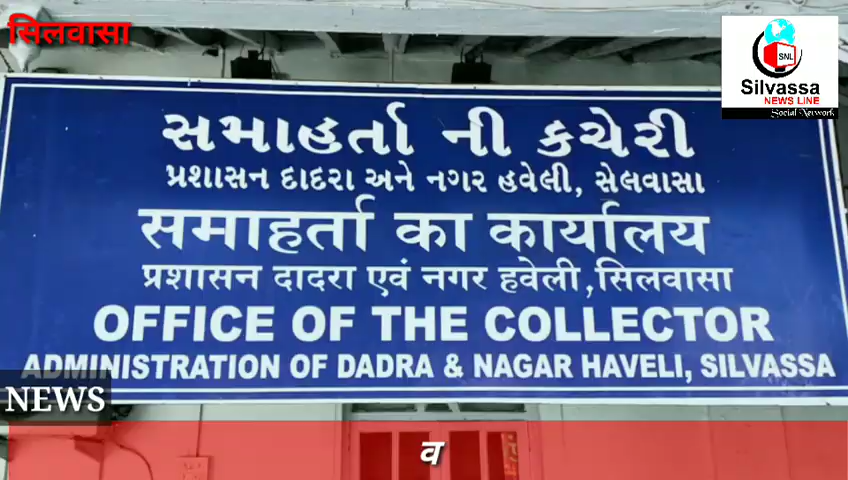 सिलवासा
SNL
Silvassa
NEWS LINE
Social Network
સમાહર્તા ની કચેરી
પ્રશાસન દાદરા અને નગર હવેલી, સેલવાસા
समाहर्ता का कार्यालय
प्रशासन दादरा एवं नगर हवेली,सिलवासा
OFFICE OF THE COLLECTOR
ADMINISTRATION OF DADRA & NAGAR HAVELI, SILVASSA
NEWS
व